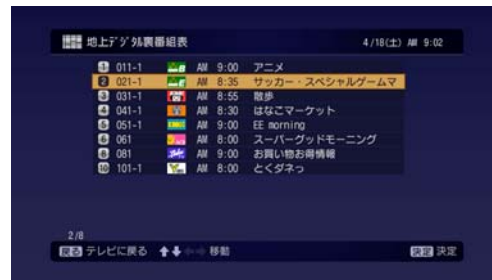 地上デジタル裏番組表 4/18(土) AM 9:02
1 011-1 AM 9:00 アニメ
2 021-1 AM 8:35 サッカー・スペシャルゲームマ
3 031-1 AM 8:55 散歩
4 041-1 AM 8:30 はなこマーケット
5 051-1 AM 9:00 EE morning
6 061 AM 8:00 スーパーグッドモーニング
8 081 AM 9:00 お買い物お得情報
10 101-1 AM 8:00 とくダネっ
2/8
戻る テレビに戻る 移動 決定 決定